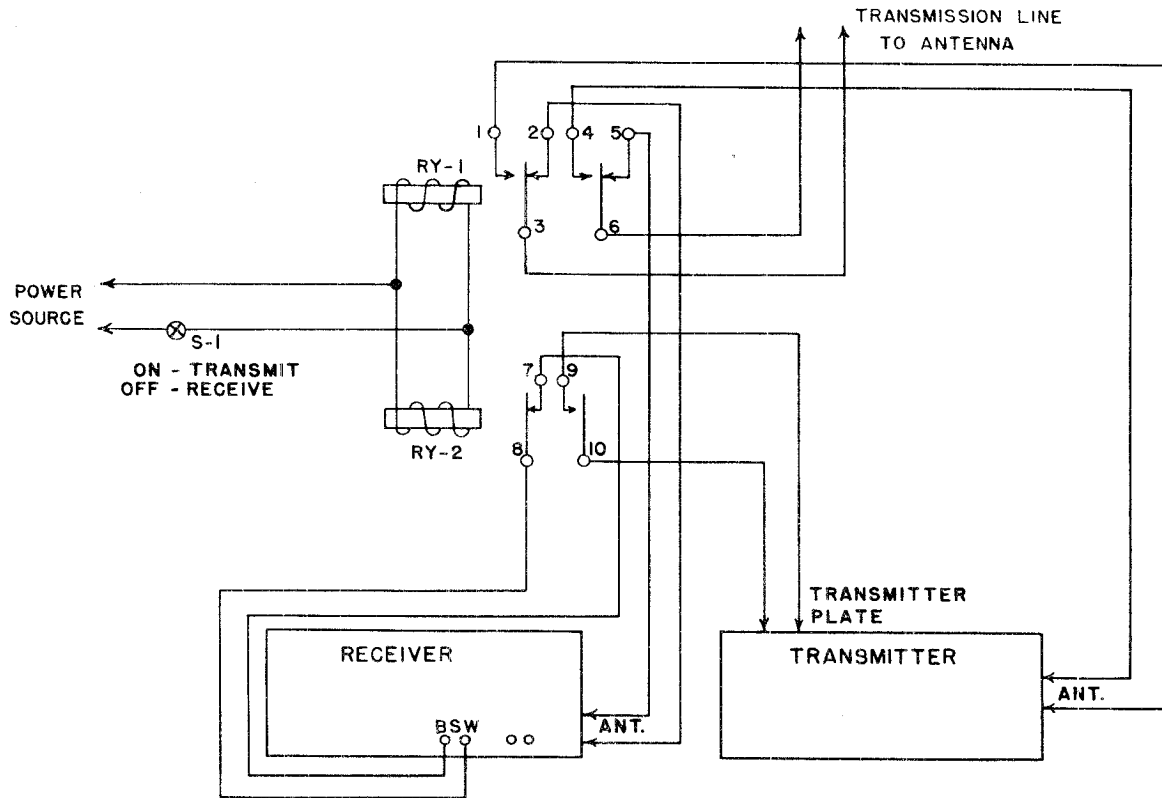 TRANSMISSION LINE
TO ANTENNA
1
2
4
5
RY-1
3
6
POWER
SOURCE
S-1
ON - TRANSMIT
OFF - RECEIVE
7
9
RY-2
8
10
TRANSMITTER
PLATE
RECEIVER
TRANSMITTER
ANT.
BSW
ANT.